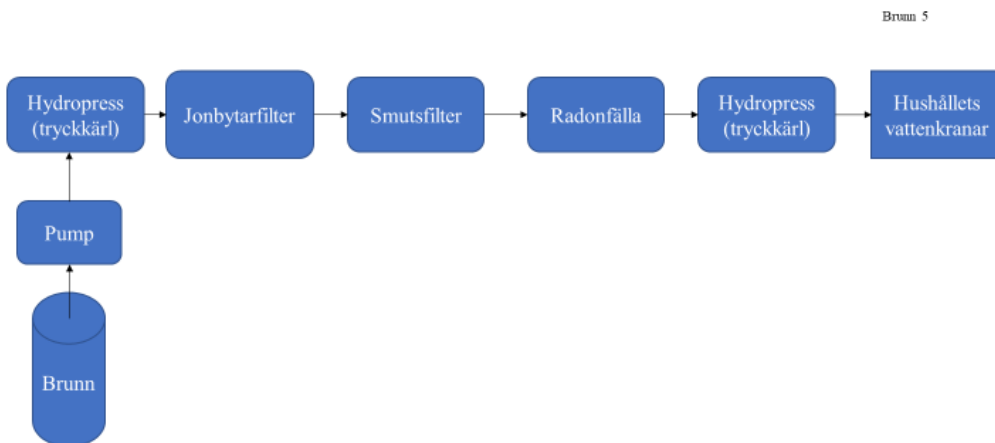 Brunn 5
Hydropress
(tryckkärl)
Jonbytarfilter
Smutsfilter
Radonfälla
Hydropress
(tryckkärl)
Hushållets
vattenkranar
Pump
Brunn